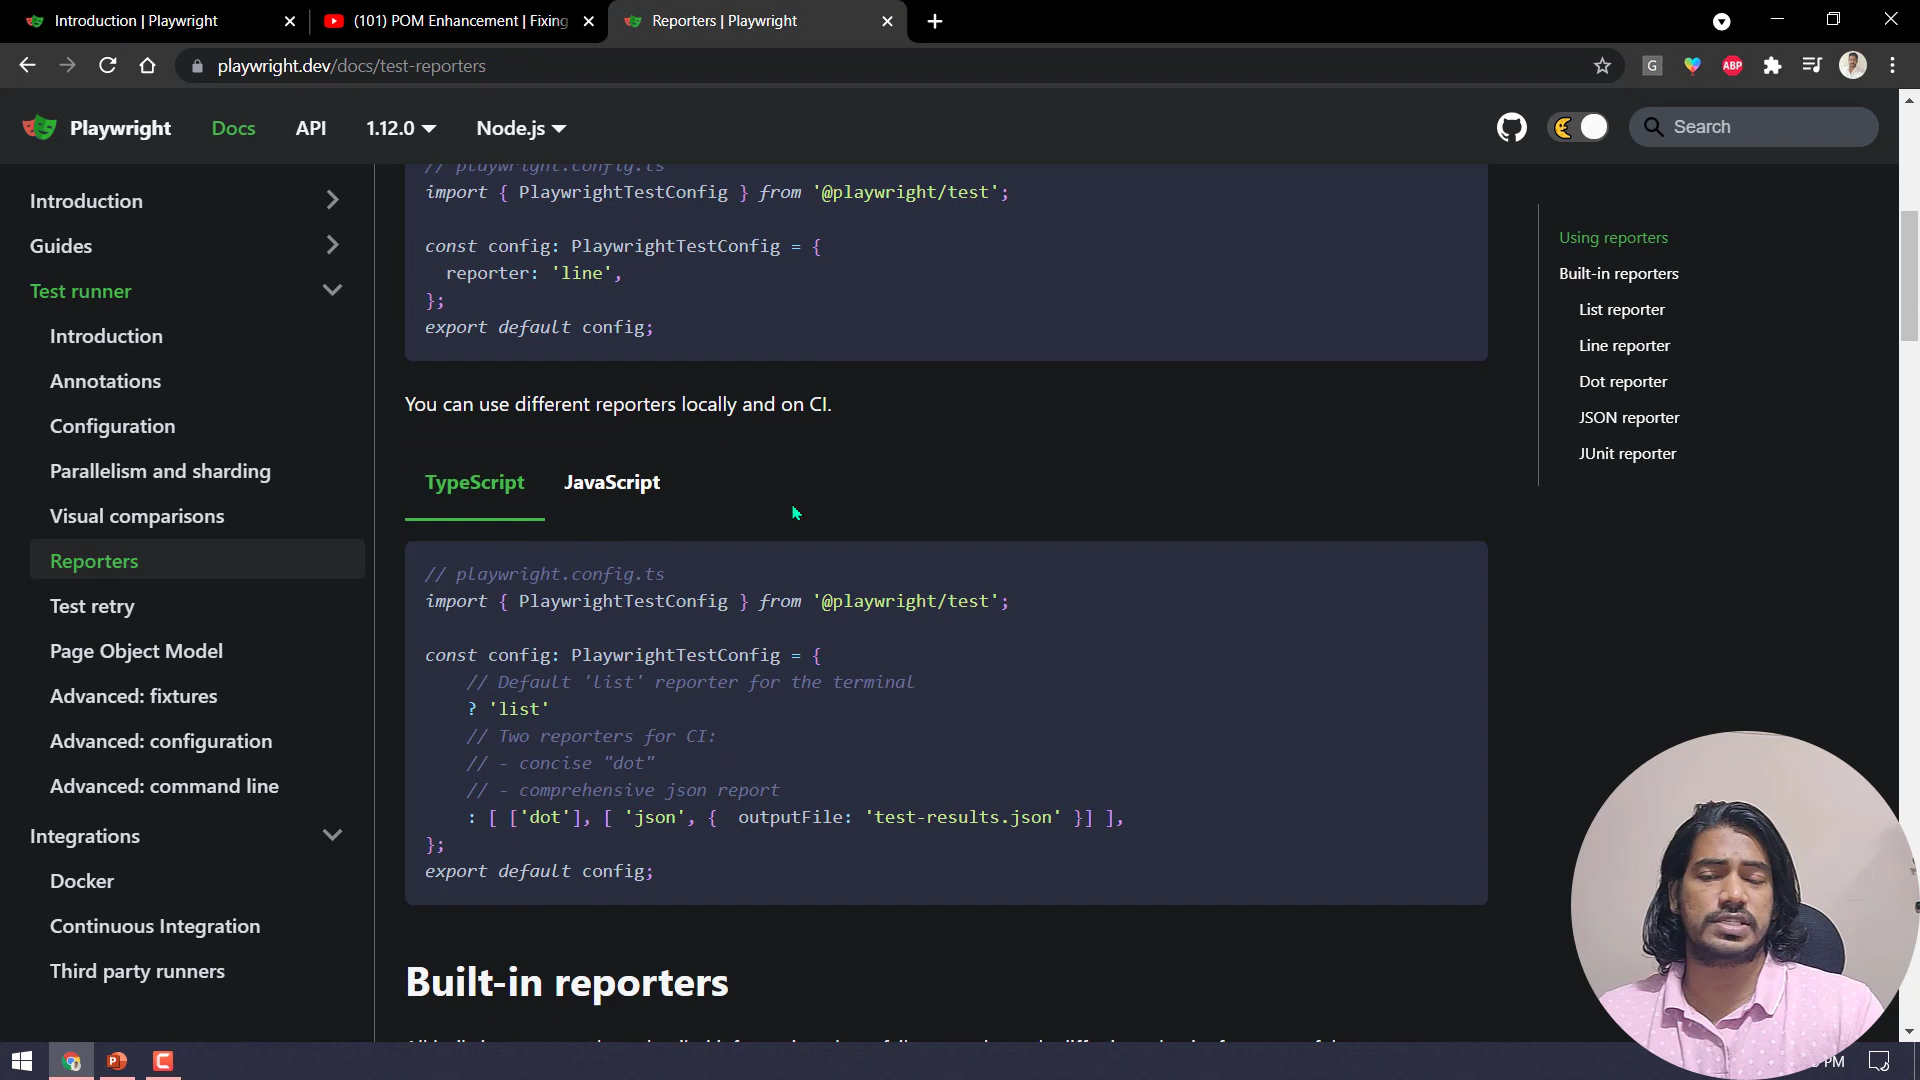 Introduction | Playwright
(101) POM Enhancement | Fixing
Reporters | Playwright
playwright.dev/docs/test-reporters
G
ABP
Playwright
Docs
API
1.12.0
Node.js
Search
Introduction
Guides
Test runner
Introduction
Annotations
Configuration
Parallelism and sharding
Visual comparisons
Reporters
Test retry
Page Object Model
Advanced: fixtures
Advanced: configuration
Advanced: command line
Integrations
Docker
Continuous Integration
Third party runners
// playwright.config.ts
import { PlaywrightTestConfig } from '@playwright/test';
const config: PlaywrightTestConfig = {
reporter: 'line',
};
export default config;
You can use different reporters locally and on CI.
TypeScript
JavaScript
// playwright.config.ts
import { PlaywrightTestConfig } from '@playwright/test';
const config: PlaywrightTestConfig = {
// Default 'list' reporter for the terminal
? 'list'
// Two reporters for CI:
// - concise "dot"
// - comprehensive json report
: [ ['dot'], [ 'json', { outputFile: 'test-results.json' }] ],
};
export default config;
Built-in reporters
Using reporters
Built-in reporters
List reporter
Line reporter
Dot reporter
JSON reporter
JUnit reporter
PM